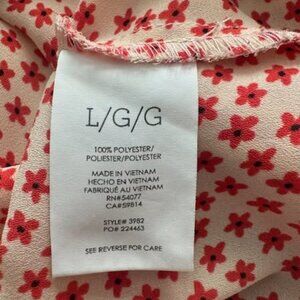 L/G/G
100% POLYESTER/
POLIESTER/POLYESTER
MADE IN VIETNAM
HECHO EN VIETNAM
FABRIQUÉ AU VIETNAM
RN#54077
CA#59814
STYLE# 3982
PO# 224463
SEE REVERSE FOR CARE